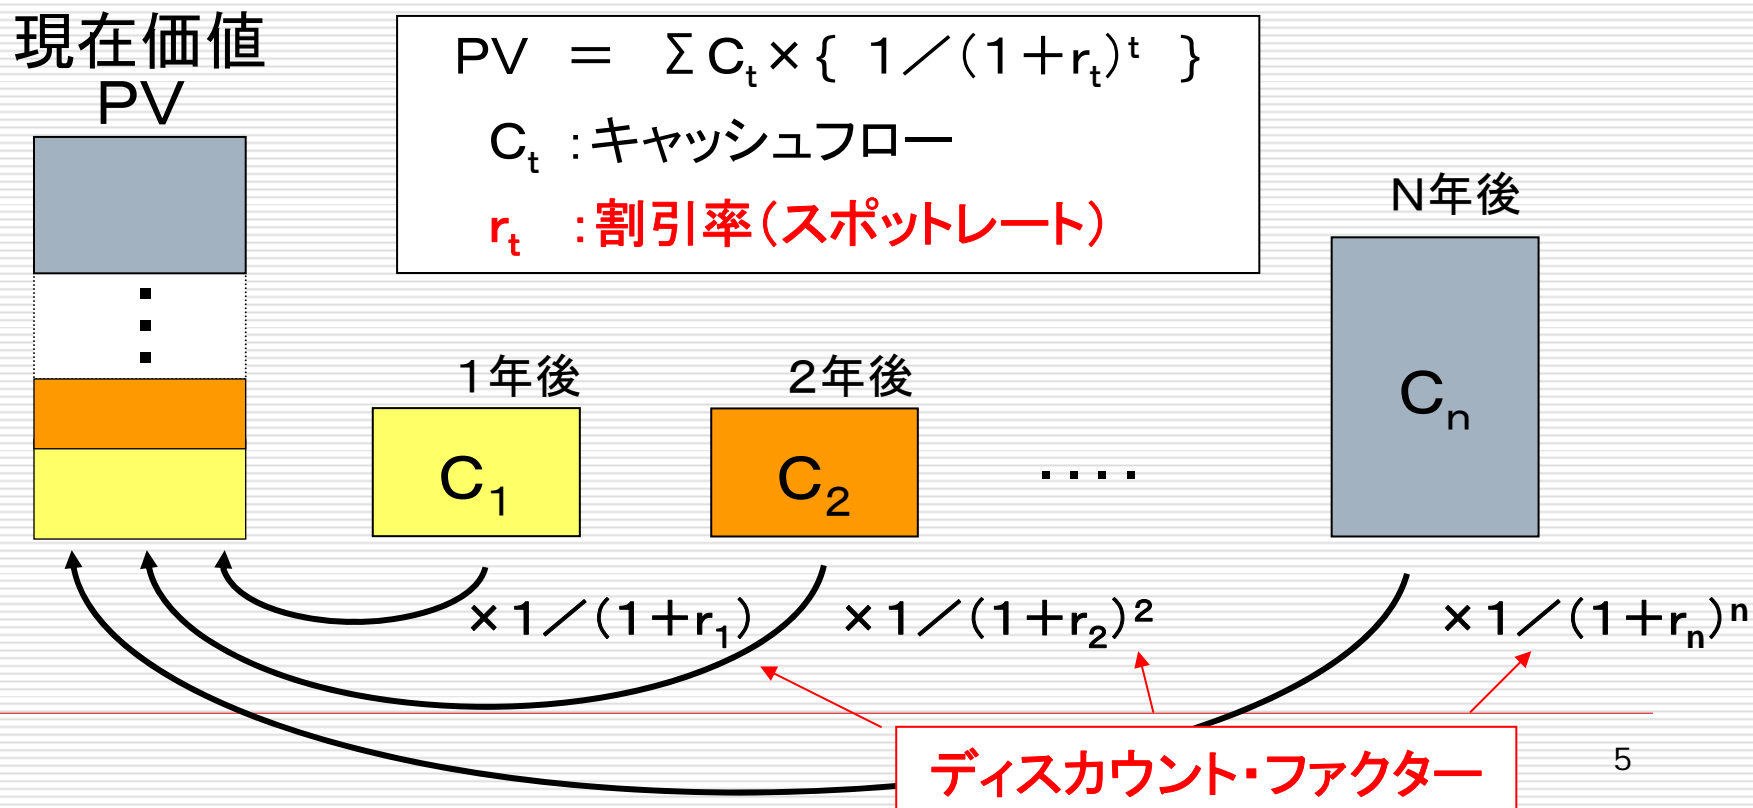 現在価値
PV
PV ＝ ΣCt×{ １／(１＋rt)t }
Ct：キャッシュフロー
rt ：割引率(スポットレート)
N年後
Cn
１年後
C1
２年後
C2
････
×１／(１＋r1)
×１／(１＋r2)2
×１／(１＋rn)n
ディスカウント・ファクター
5